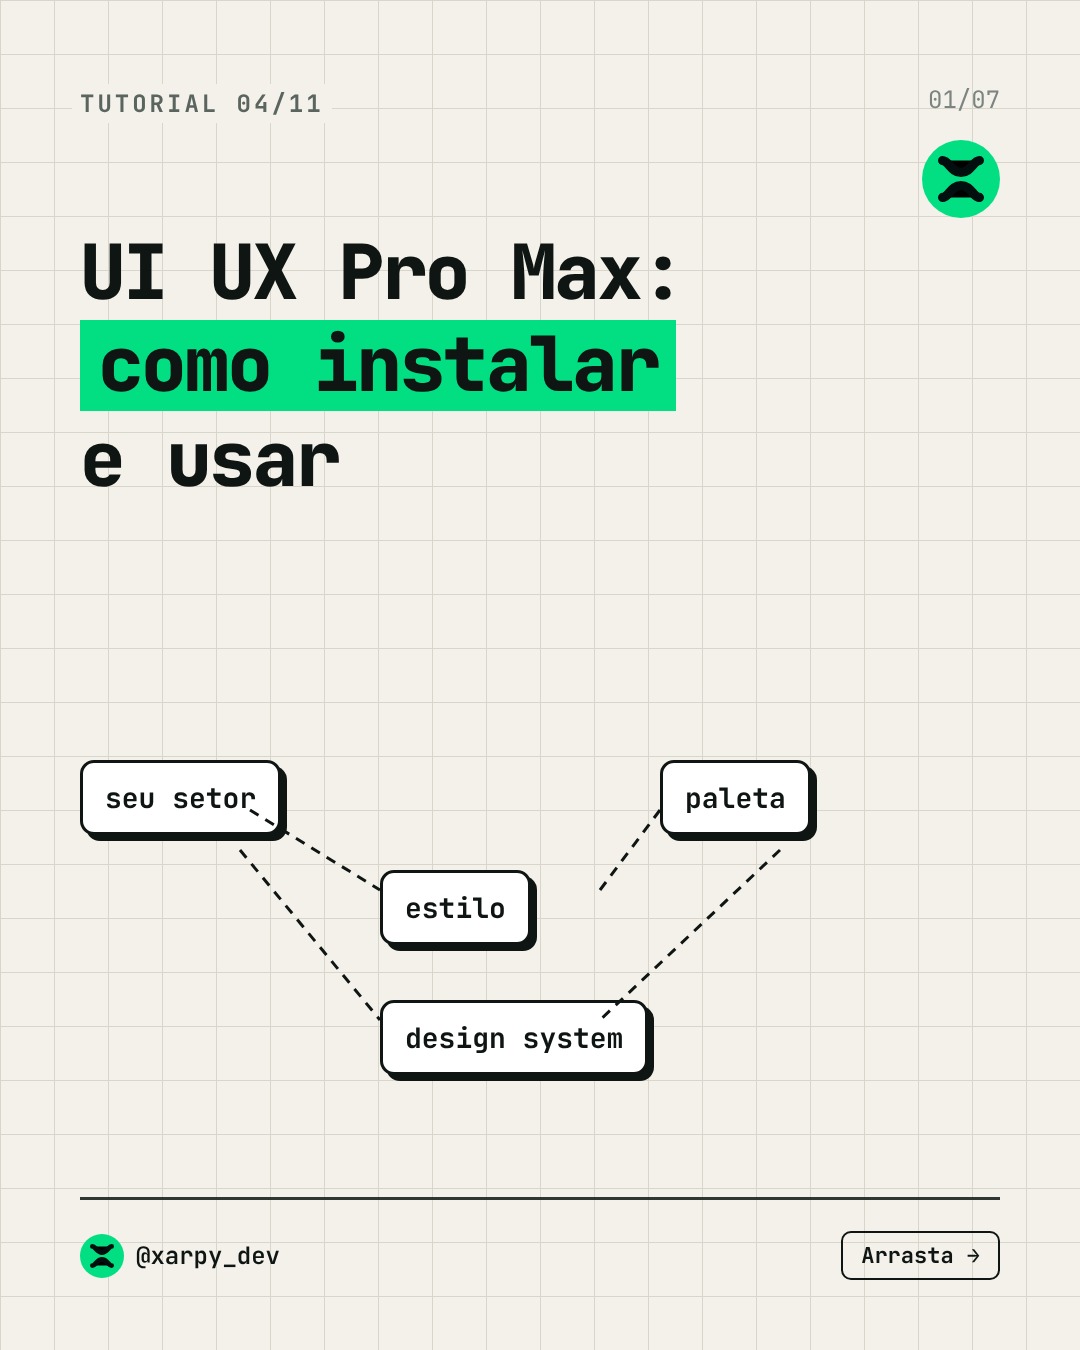 TUTORIAL 04/11
01/07
UI UX Pro Max:
como instalar
e usar
seu setor
paleta
estilo
design system
@xarpy_dev
Arrasta →